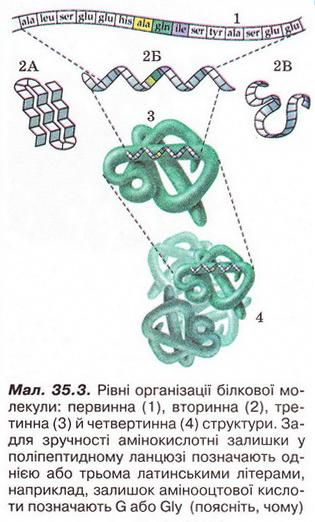 1
ala leu ser glu glu his ala gln ile ser tyr ala ser glu glu
2А 2Б 2В
3
4
Мал. 35.3. Рівні організації білкової мо-
лекули: первинна (1), вторинна (2), тре-
тинна (3) й четвертинна (4) структури. За-
для зручності амінокислотні залишки у
поліпептидному ланцюзі позначають од-
нією або трьома латинськими літерами,
наприклад, залишок амінооцтової кисло-
ти позначають G або Gly (поясніть, чому)